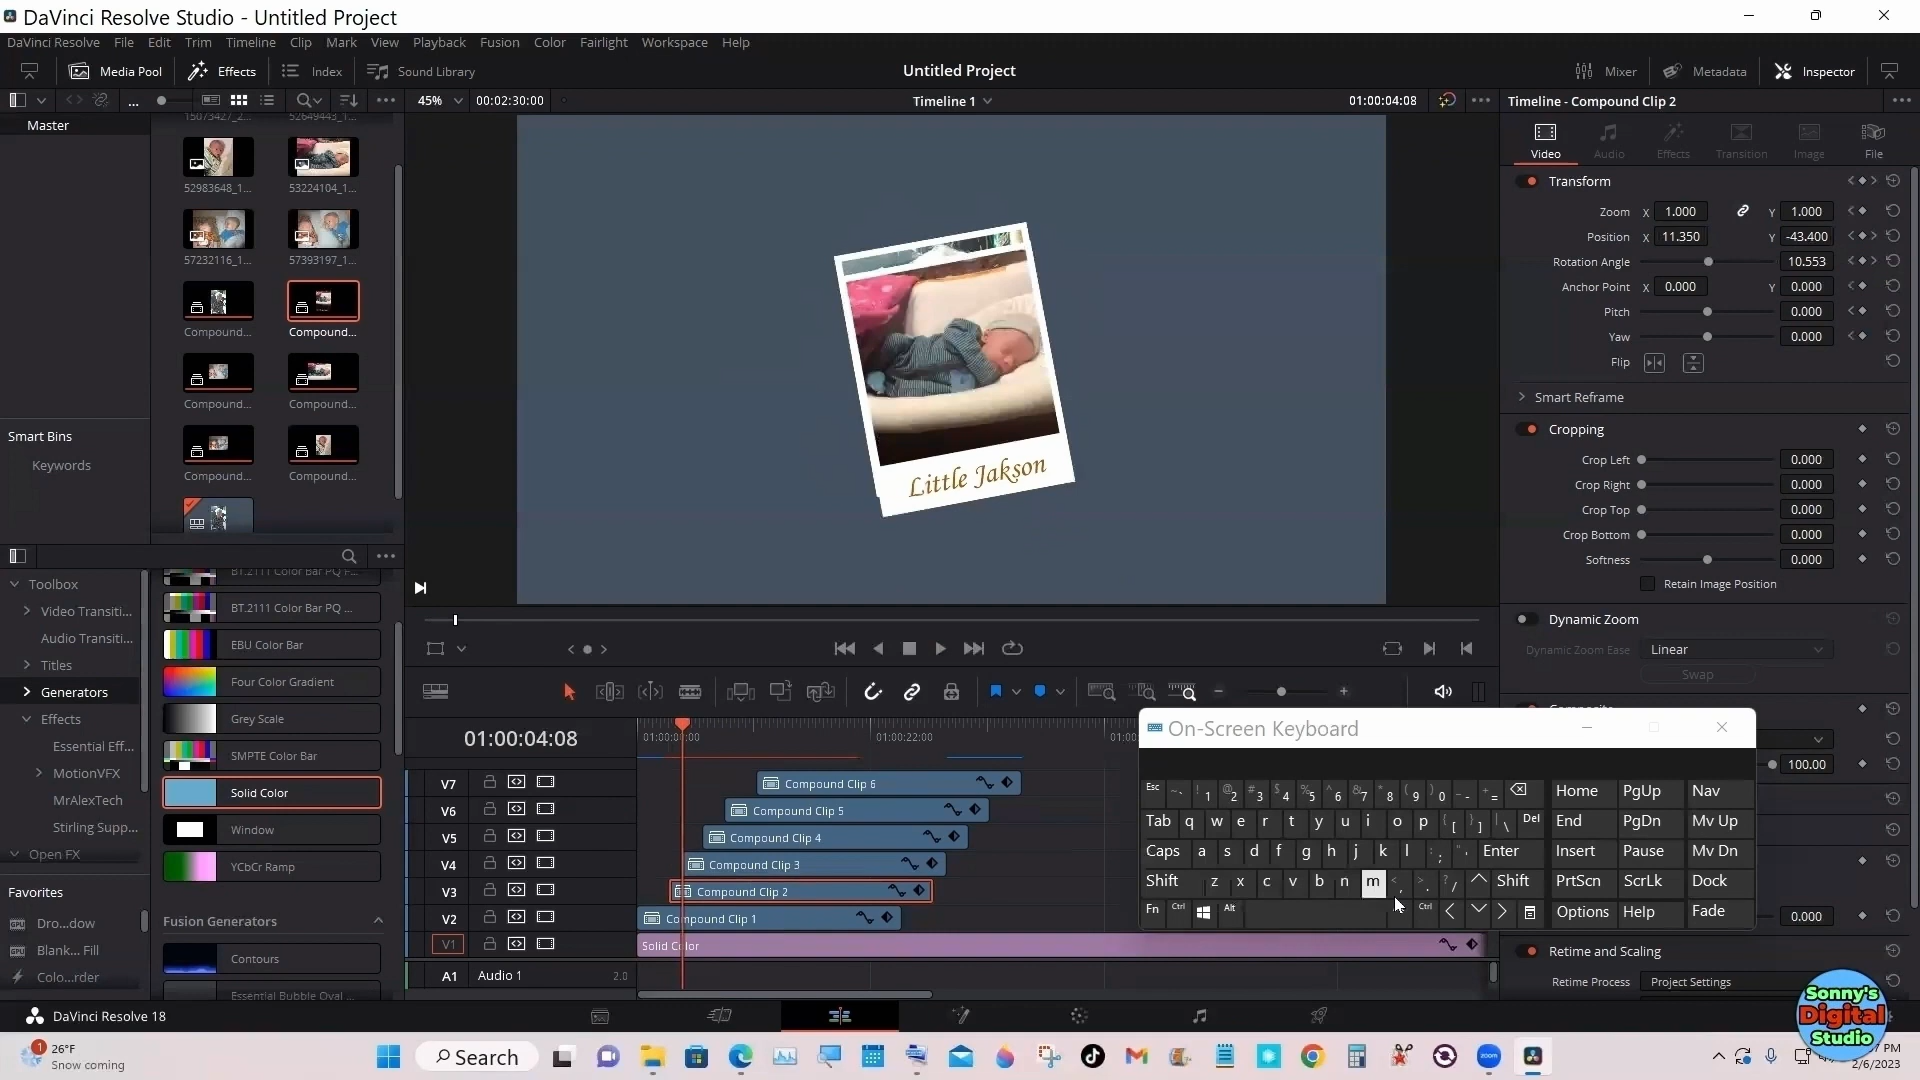 DaVinci Resolve Studio - Untitled Project
DaVinci Resolve File Edit Trim Timeline Clip Mark View Playback Fusion Color Fairlight Workspace Help
Media Pool Effects Index Sound Library
Untitled Project
Mixer Metadata Inspector
45% 00:02:30:00 Timeline 1 01:00:04:08
Timeline - Compound Clip 2
Master
15073427_2... 52649443_1...
52983648_1... 53224104_1...
57232116_1... 57393197_1...
Compound... Compound...
Compound... Compound...
Compound... Compound...
Smart Bins
Keywords
Little Jakson
Video Audio Effects Transition Image File
Transform
Zoom X 1.000 Y 1.000
Position X 11.350 Y -43.400
Rotation Angle 10.553
Anchor Point X 0.000 Y 0.000
Pitch 0.000
Yaw 0.000
Flip
Smart Reframe
Cropping
Crop Left 0.000
Crop Right 0.000
Crop Top 0.000
Crop Bottom 0.000
Softness 0.000
Retain Image Position
Dynamic Zoom
Dynamic Zoom Ease Linear
Swap
100.00
0.000
Retime and Scaling
Retime Process Project Settings
Toolbox
Video Transiti...
Audio Transiti...
Titles
Generators
Effects
Essential Eff...
MotionVFX
MrAlexTech
Stirling Supp...
Open FX
Favorites
Dro...dow
Blank... Fill
Colo...rder
BT.2111 Color Bar PQ F...
BT.2111 Color Bar PQ ...
EBU Color Bar
Four Color Gradient
Grey Scale
SMPTE Color Bar
Solid Color
Window
YCbCr Ramp
Fusion Generators
Contours
Essential Bubble Oval ...
01:00:04:08
01:00:22:00
V7 Compound Clip 6
V6 Compound Clip 5
V5 Compound Clip 4
V4 Compound Clip 3
V3 Compound Clip 2
V2 Compound Clip 1
V1 Solid Color
A1 Audio 1 2.0
On-Screen Keyboard
Esc ~ ` ! 1 @ 2 # 3 $ 4 % 5 ^ 6 & 7 * 8 ( 9 ) 0 _ - + = Home PgUp Nav
Tab q w e r t y u i o p { [ } ] | \ Del End PgDn Mv Up
Caps a s d f g h j k l : ; " ' Enter Insert Pause Mv Dn
Shift z x c v b n m < , > . ? / Shift PrtScn ScrLk Dock
Fn Ctrl Alt Ctrl Options Help Fade
DaVinci Resolve 18
Sonny's
Digital
Studio
1 26°F
Snow coming
Search
zoom
PM
2/6/2023